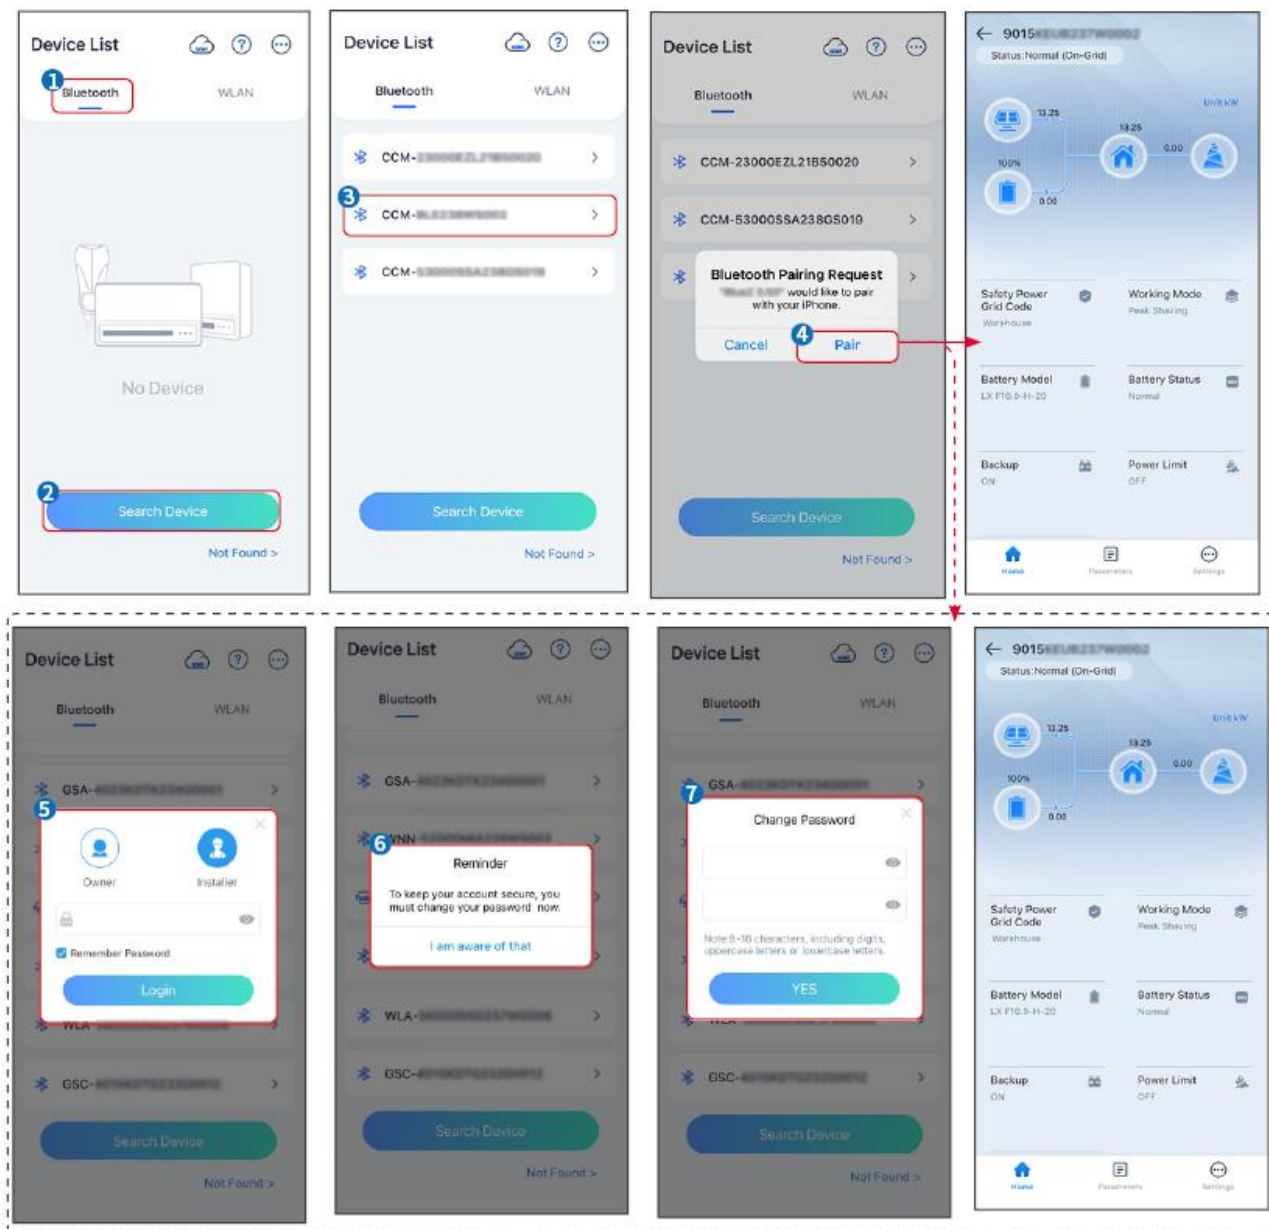 Device List
1
Bluetooth
WLAN
No Device
2
Search Device
Not Found >
Device List
Bluetooth
WLAN
CCM-
3
CCM-
CCM-
Search Device
Not Found >
Device List
Bluetooth
WLAN
CCM-23000EZL21B50020
CCM-53000SSA238GS019
Bluetooth Pairing Request
would like to pair
with your iPhone.
Cancel
4
Pair
Search Device
Not Found >
9015
Status:Normal (On-Grid)
Unit:kW
13.25
13.25
0.00
100%
0.00
Safety Power
Grid Code
Warehouse
Working Mode
Peak Shaving
Battery Model
LX F16.0-H-20
Battery Status
Normal
Backup
ON
Power Limit
OFF
Home
Parameters
Settings
Device List
Bluetooth
WLAN
GSA-
5
Owner
Installer
Remember Password
Login
WLA-
GSC-
Search Device
Not Found >
Device List
Bluetooth
WLAN
GSA-
WNN-
6
Reminder
To keep your account secure, you
must change your password now.
I am aware of that
WLA-
GSC-
Search Device
Not Found >
Device List
Bluetooth
WLAN
GSA-
7
Change Password
Note:8-16 characters, including digits,
uppercase letters or lowercase letters.
YES
GSC-
Search Device
Not Found >
9015
Status:Normal (On-Grid)
Unit:kW
13.25
13.25
0.00
100%
0.00
Safety Power
Grid Code
Warehouse
Working Mode
Peak Shaving
Battery Model
LX F16.0-H-20
Battery Status
Normal
Backup
ON
Power Limit
OFF
Home
Parameters
Settings